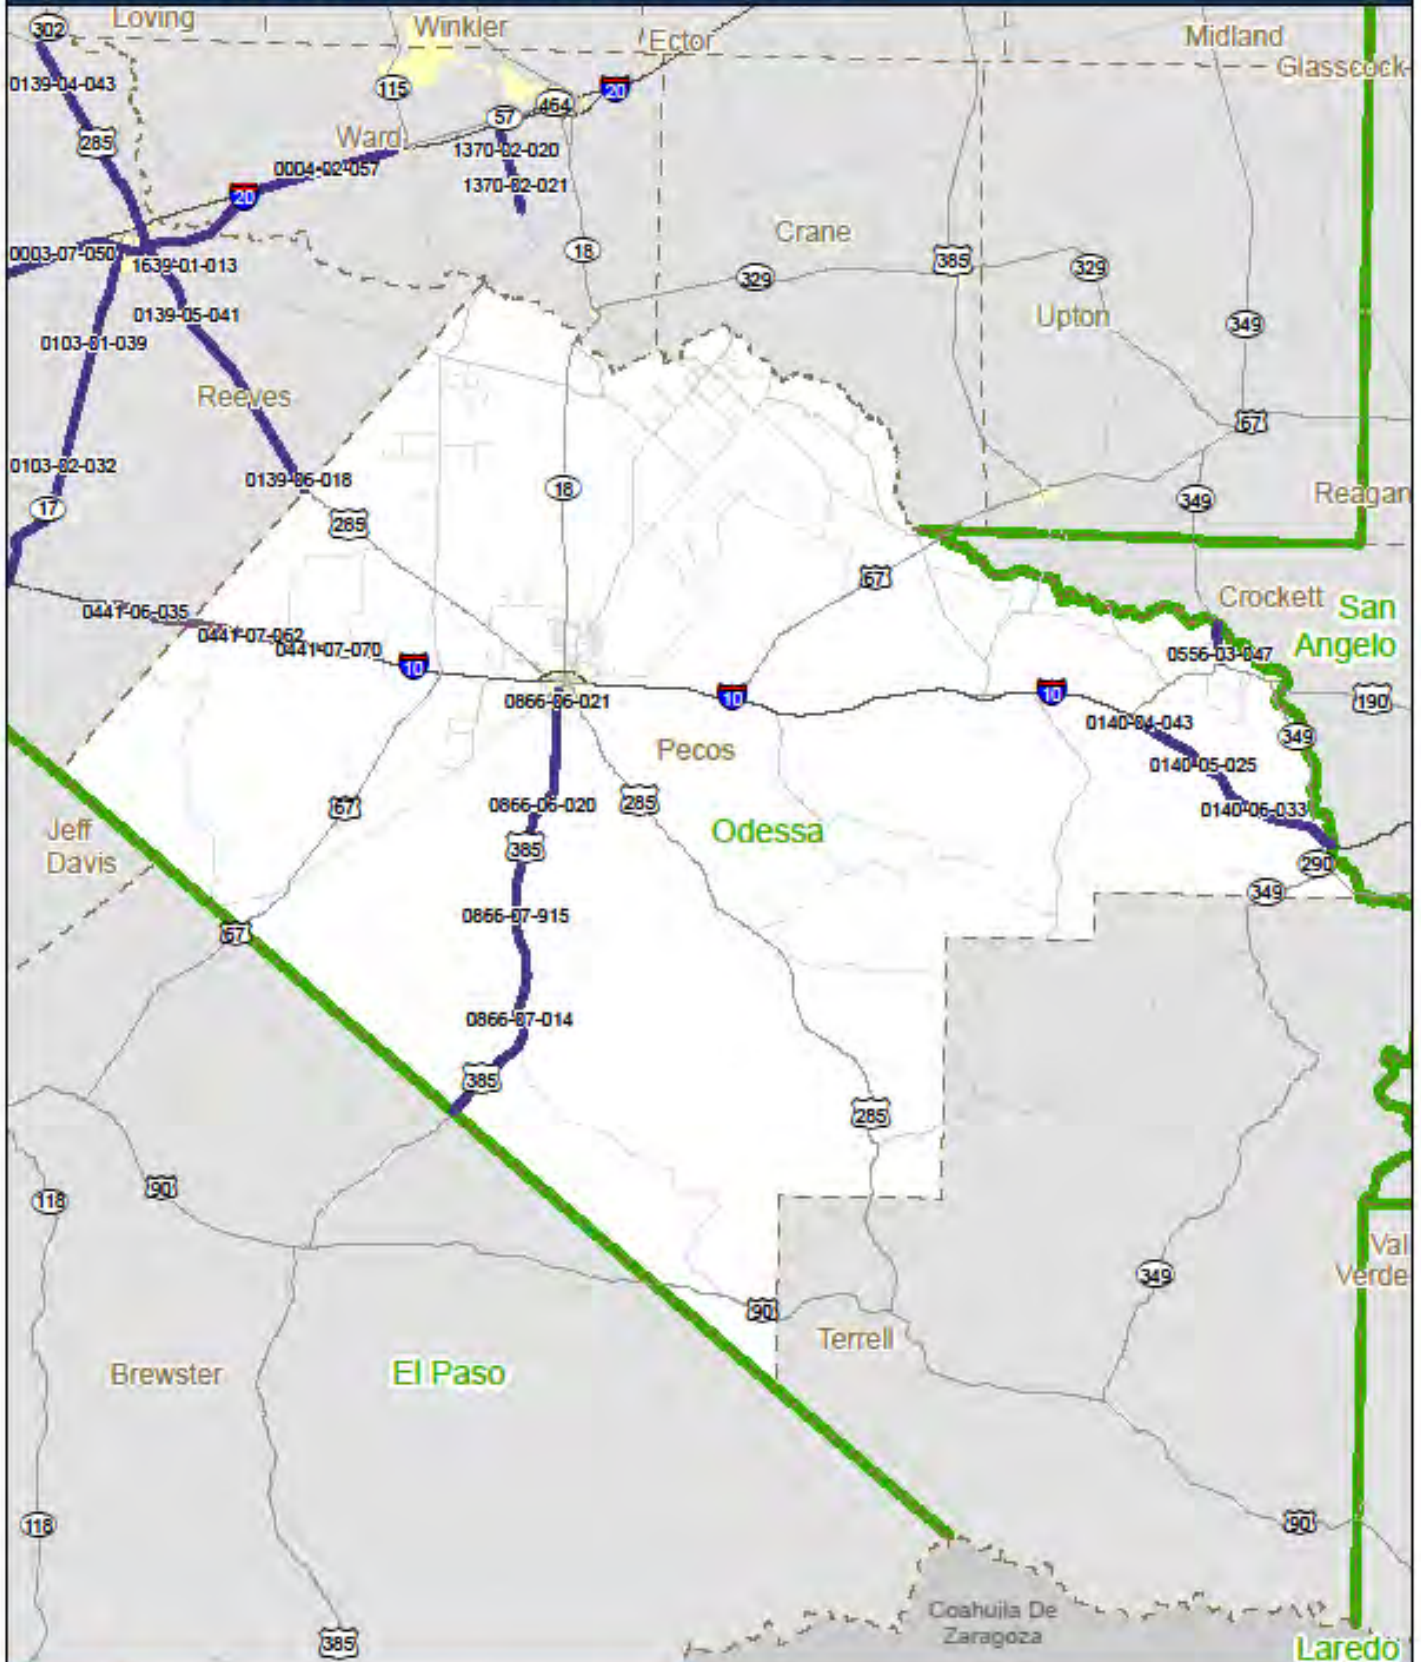 Loving
Winkler
Ector
Midland
Glasscock
302
0139-04-043
115
20
464
57
285
Ward
1370-02-020
0004-02-057
1370-02-021
20
Crane
18
385
329
329
0003-07-050
1639-01-013
0139-05-041
Upton
349
0103-01-039
Reeves
67
0103-02-032
0139-06-018
18
349
Reagan
17
285
67
Crockett
San
Angelo
0441-06-035
0441-07-062
0441-07-070
10
0556-03-047
0866-06-021
10
10
190
0140-04-043
349
Pecos
0140-05-025
0866-06-020
285
67
0140-06-033
Jeff
Davis
Odessa
385
290
349
0866-07-915
67
0866-07-014
385
285
90
118
Val
Verde
349
90
Terrell
Brewster
El Paso
118
90
Coahuila De
Zaragoza
385
Laredo